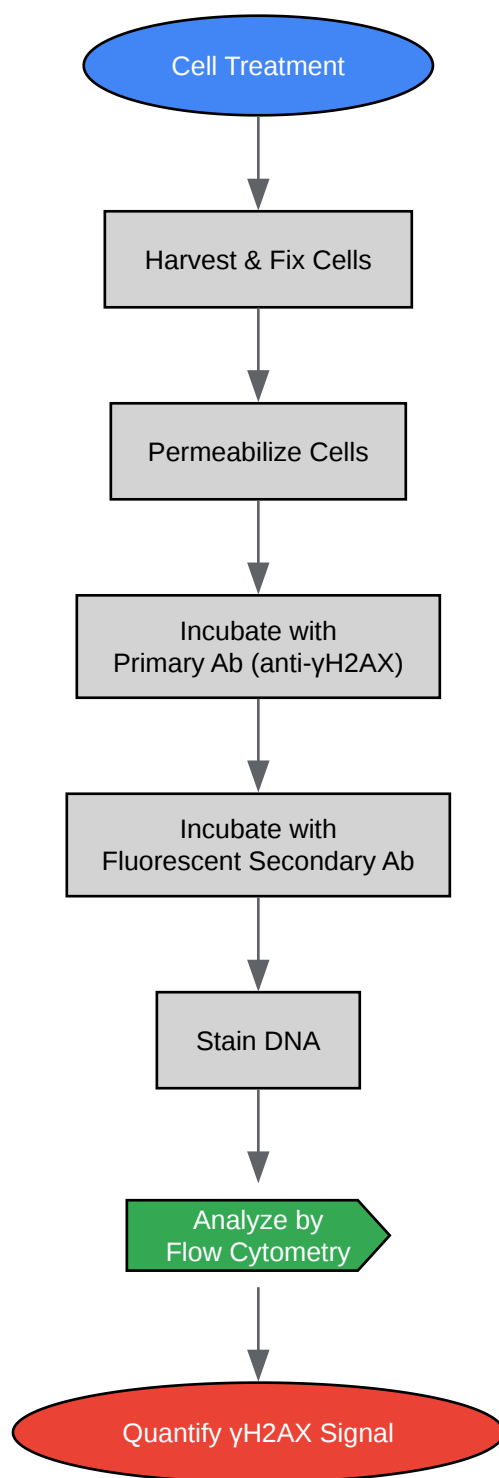 Cell Treatment
Harvest & Fix Cells
Permeabilize Cells
Incubate with
Primary Ab (anti-γH2AX)
Incubate with
Fluorescent Secondary Ab
Stain DNA
Analyze by
Flow Cytometry
Quantify γH2AX Signal